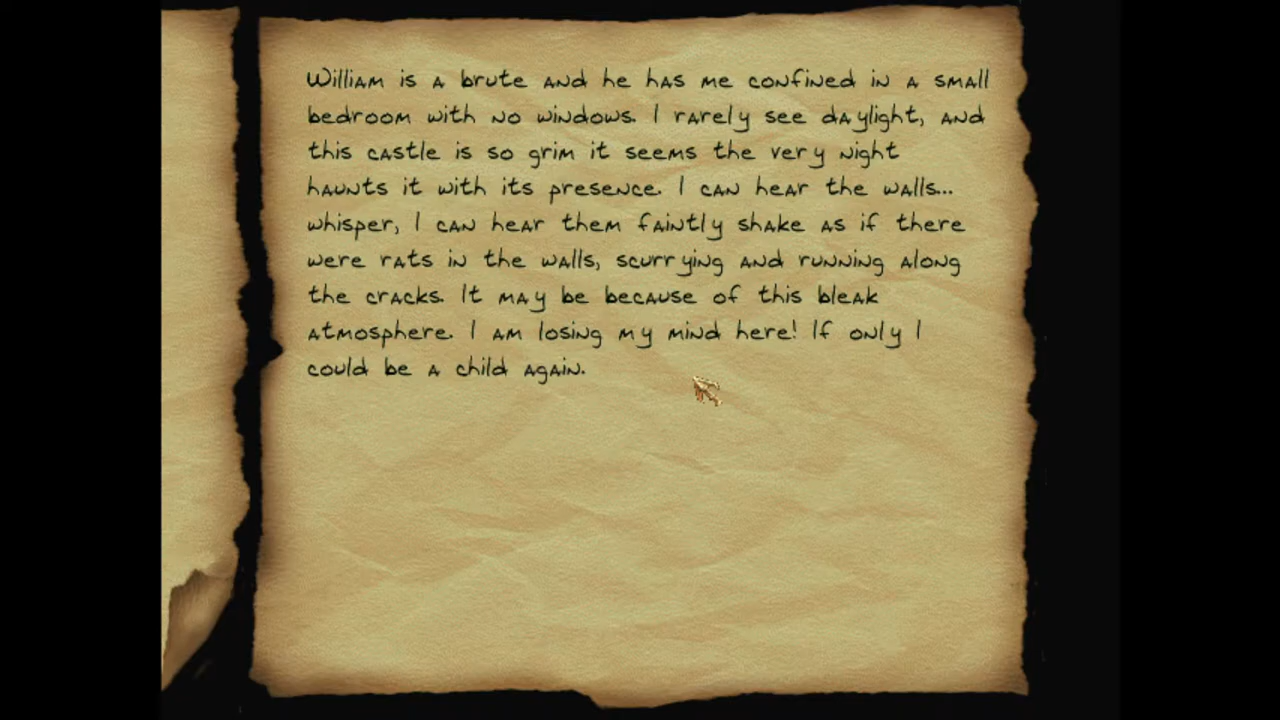 William is a brute and he has me confined in a small
bedroom with no windows. I rarely see daylight, and
this castle is so grim it seems the very night
haunts it with its presence. I can hear the walls...
whisper, I can hear them faintly shake as if there
were rats in the walls, scurrying and running along
the cracks. It may be because of this bleak
atmosphere. I am losing my mind here! If only I
could be a child again.